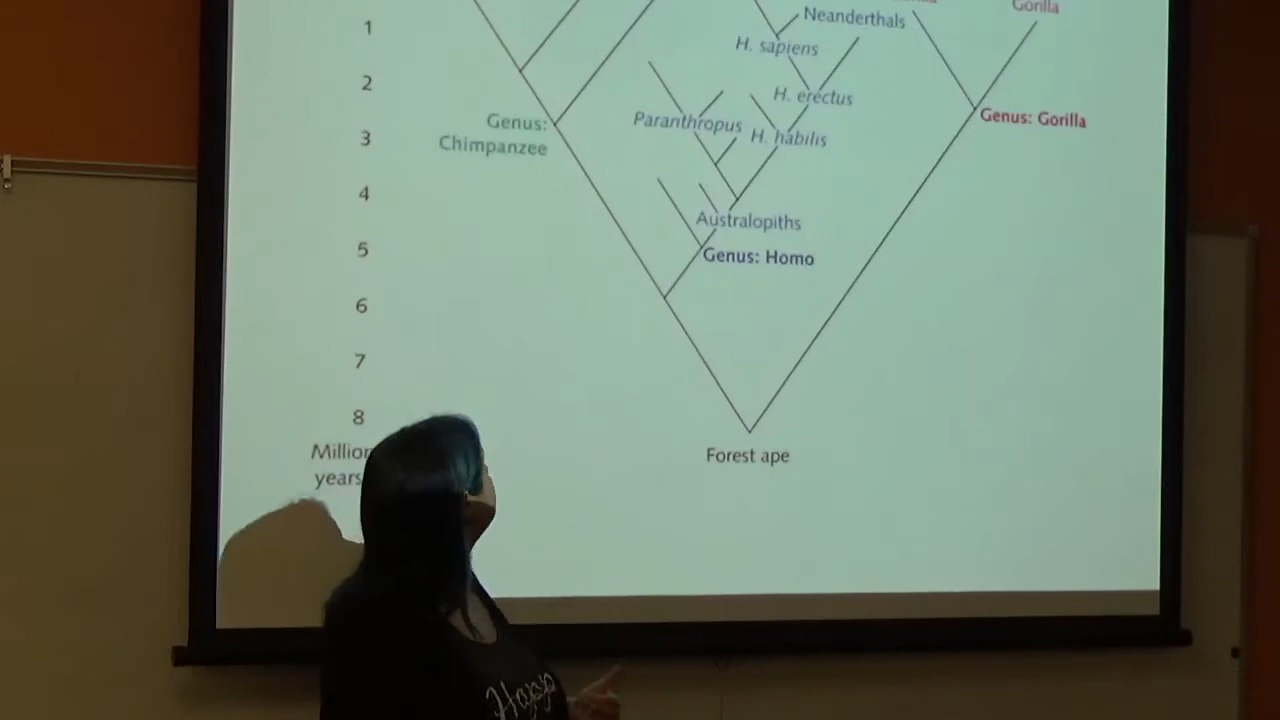 Gorilla
1
Neanderthals
H. sapiens
2
H. erectus
Paranthropus
Genus: Gorilla
Genus:
Chimpanzee
3
H. habilis
4
Australopiths
5
Genus: Homo
6
7
8
Forest ape
years
Happy